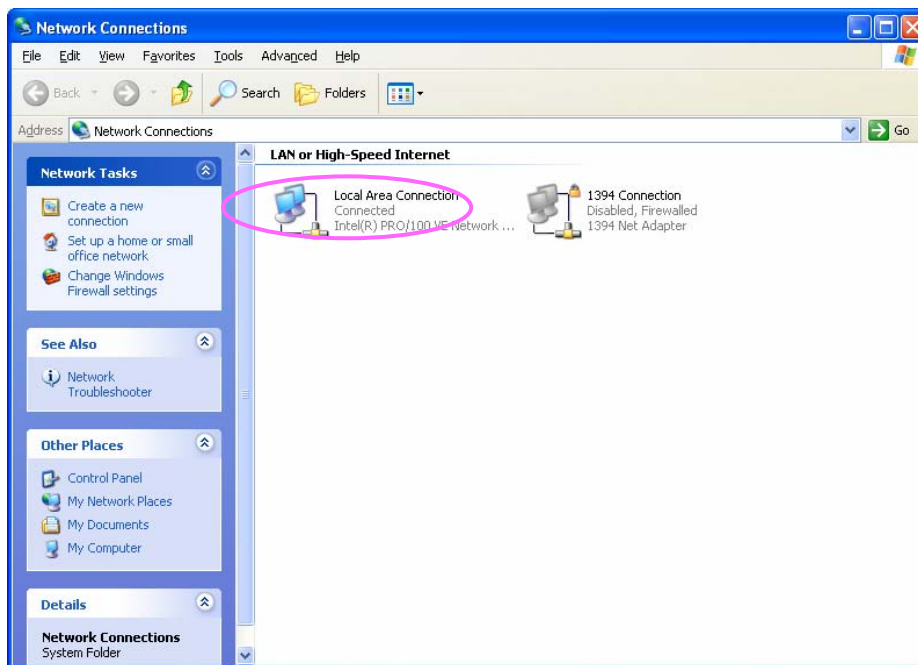 Network Connections
File Edit View Favorites Tools Advanced Help
Back Search Folders
Address Network Connections Go
Network Tasks
Create a new
connection
Set up a home or small
office network
Change Windows
Firewall settings
See Also
Network
Troubleshooter
Other Places
Control Panel
My Network Places
My Documents
My Computer
Details
Network Connections
System Folder
LAN or High-Speed Internet
Local Area Connection
Connected
Intel(R) PRO/100 VE Network ...
1394 Connection
Disabled, Firewalled
1394 Net Adapter